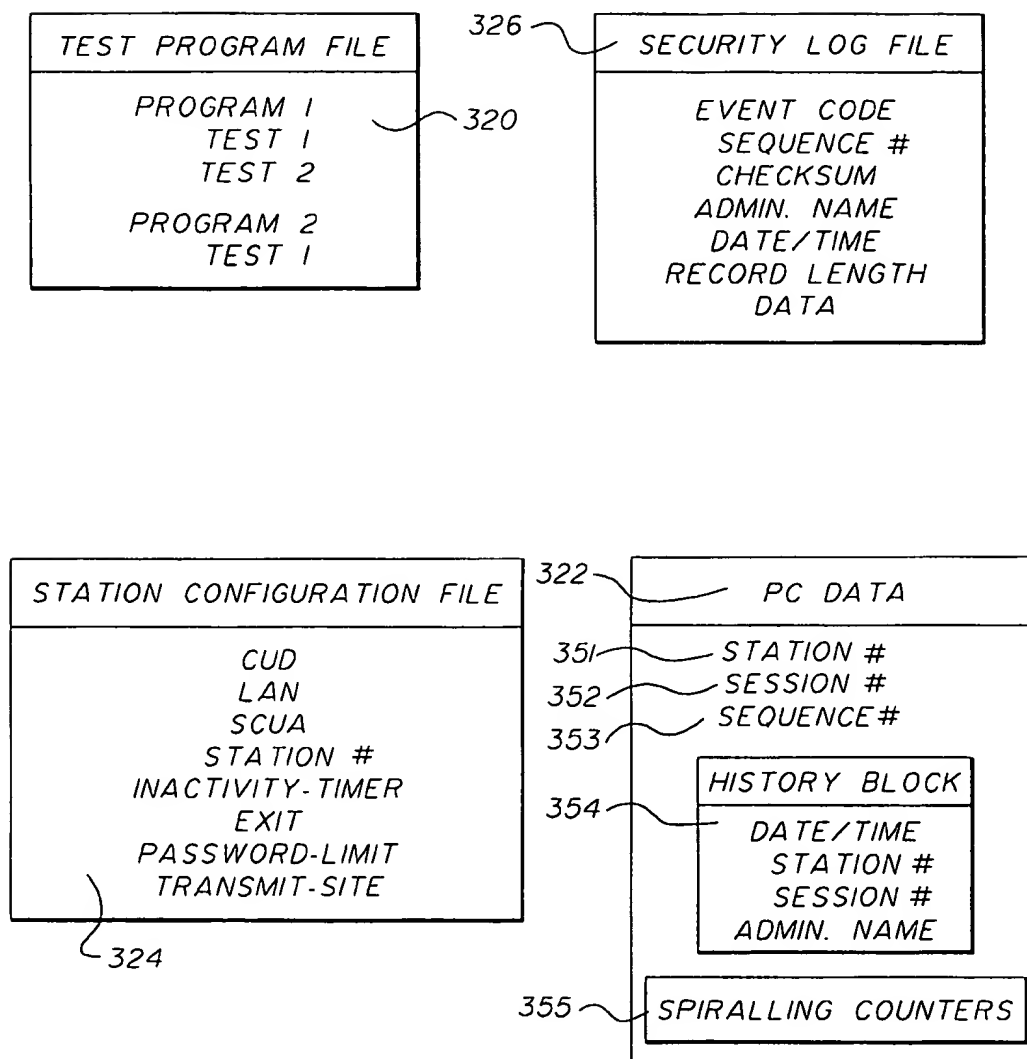 TEST PROGRAM FILE
PROGRAM 1
TEST 1
TEST 2
PROGRAM 2
TEST 1
320
326
SECURITY LOG FILE
EVENT CODE
SEQUENCE #
CHECKSUM
ADMIN. NAME
DATE/TIME
RECORD LENGTH
DATA
STATION CONFIGURATION FILE
CUD
LAN
SCUA
STATION #
INACTIVITY-TIMER
EXIT
PASSWORD-LIMIT
TRANSMIT-SITE
324
322
PC DATA
351 STATION #
352 SESSION #
353 SEQUENCE#
HISTORY BLOCK
354
DATE/TIME
STATION #
SESSION #
ADMIN. NAME
355 SPIRALLING COUNTERS